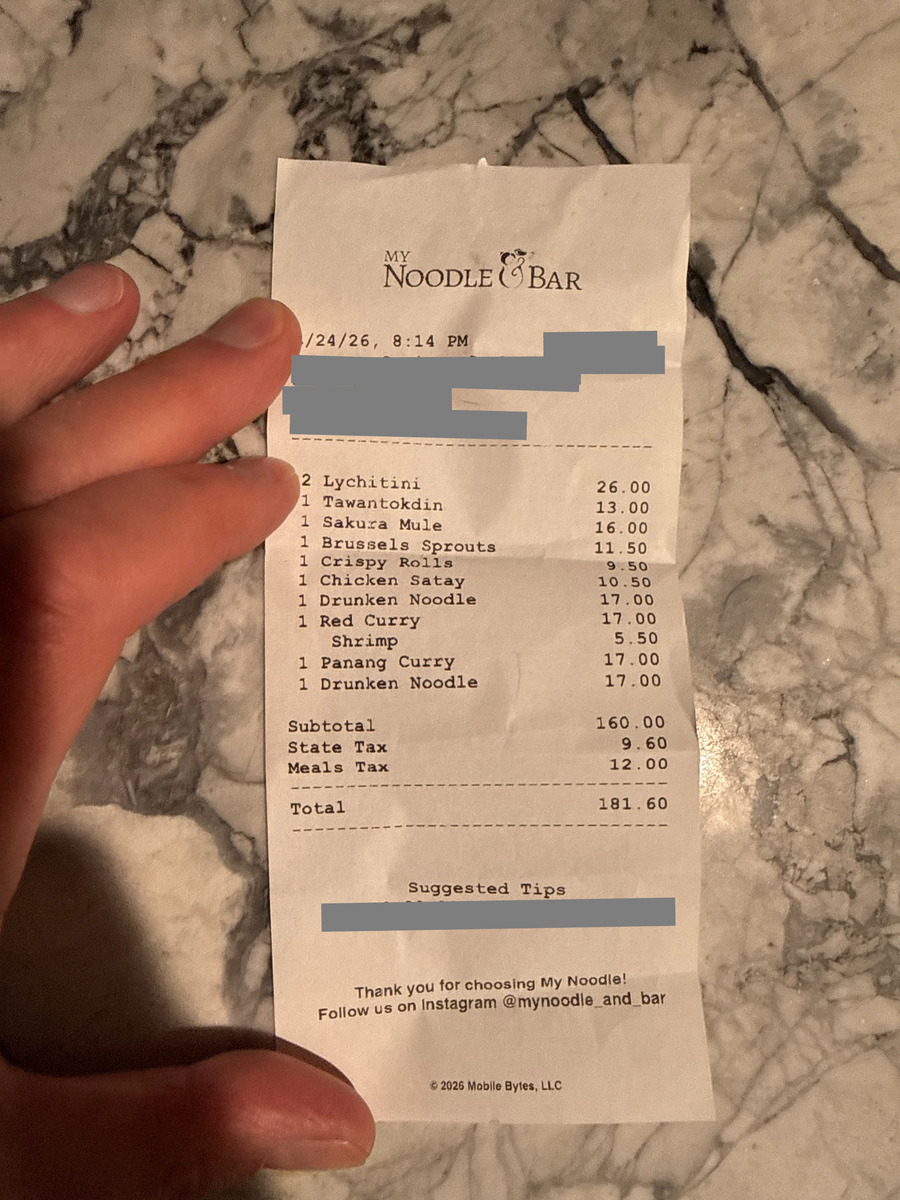 MY
NOODLE & BAR
/24/26, 8:14 PM
2 Lychitini 26.00
1 Tawantokdin 13.00
1 Sakura Mule 16.00
1 Brussels Sprouts 11.50
1 Crispy Rolls 9.50
1 Chicken Satay 10.50
1 Drunken Noodle 17.00
1 Red Curry 17.00
Shrimp 5.50
1 Panang Curry 17.00
1 Drunken Noodle 17.00
Subtotal 160.00
State Tax 9.60
Meals Tax 12.00
Total 181.60
Suggested Tips
Thank you for choosing My Noodle!
Follow us on Instagram @mynoodle_and_bar
© 2026 Mobile Bytes, LLC